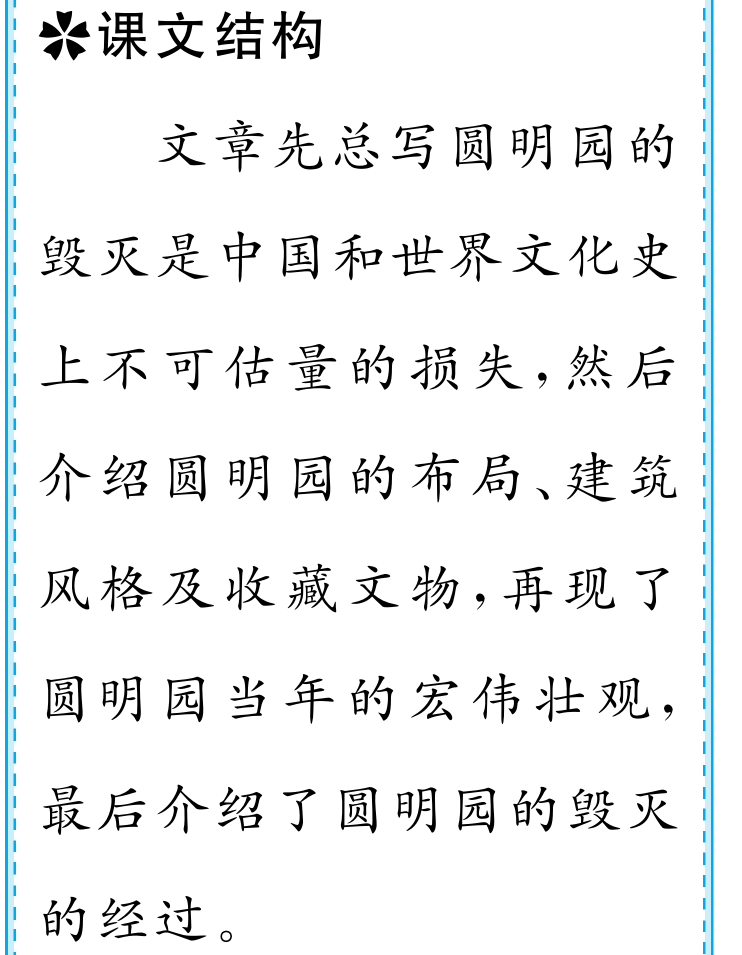 课文结构
文章先总写圆明园的
毁灭是中国和世界文化史
上不可估量的损失,然后
介绍圆明园的布局、建筑
风格及收藏文物,再现了
圆明园当年的宏伟壮观,
最后介绍了圆明园的毁灭
的经过。